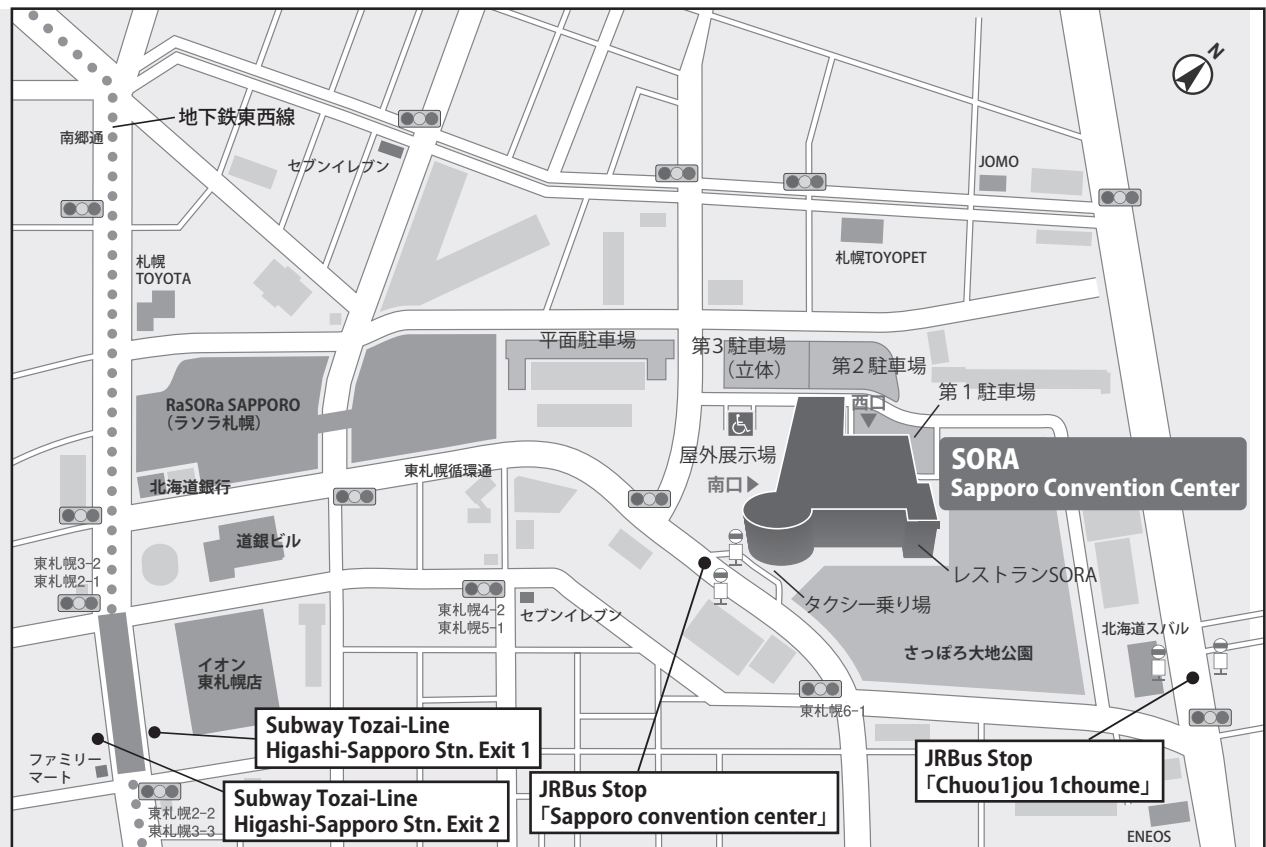 N
地下鉄東西線
南郷通
セブンイレブン
JOMO
札幌
TOYOTA
札幌TOYOPET
平面駐車場
第3駐車場
（立体）
第2駐車場
第1駐車場
西口
RaSORa SAPPORO
（ラソラ札幌）
屋外展示場
南口
SORA
Sapporo Convention Center
東札幌循環通
北海道銀行
道銀ビル
東札幌3-2
東札幌2-1
レストランSORA
タクシー乗り場
東札幌4-2
東札幌5-1
セブンイレブン
北海道スバル
さっぽろ大地公園
イオン
東札幌店
東札幌6-1
Subway Tozai-Line
Higashi-Sapporo Stn. Exit 1
ファミリー
マート
Subway Tozai-Line
Higashi-Sapporo Stn. Exit 2
JRBus Stop
「Sapporo convention center」
JRBus Stop
「Chuou1jou 1choume」
東札幌2-2
東札幌3-3
ENEOS